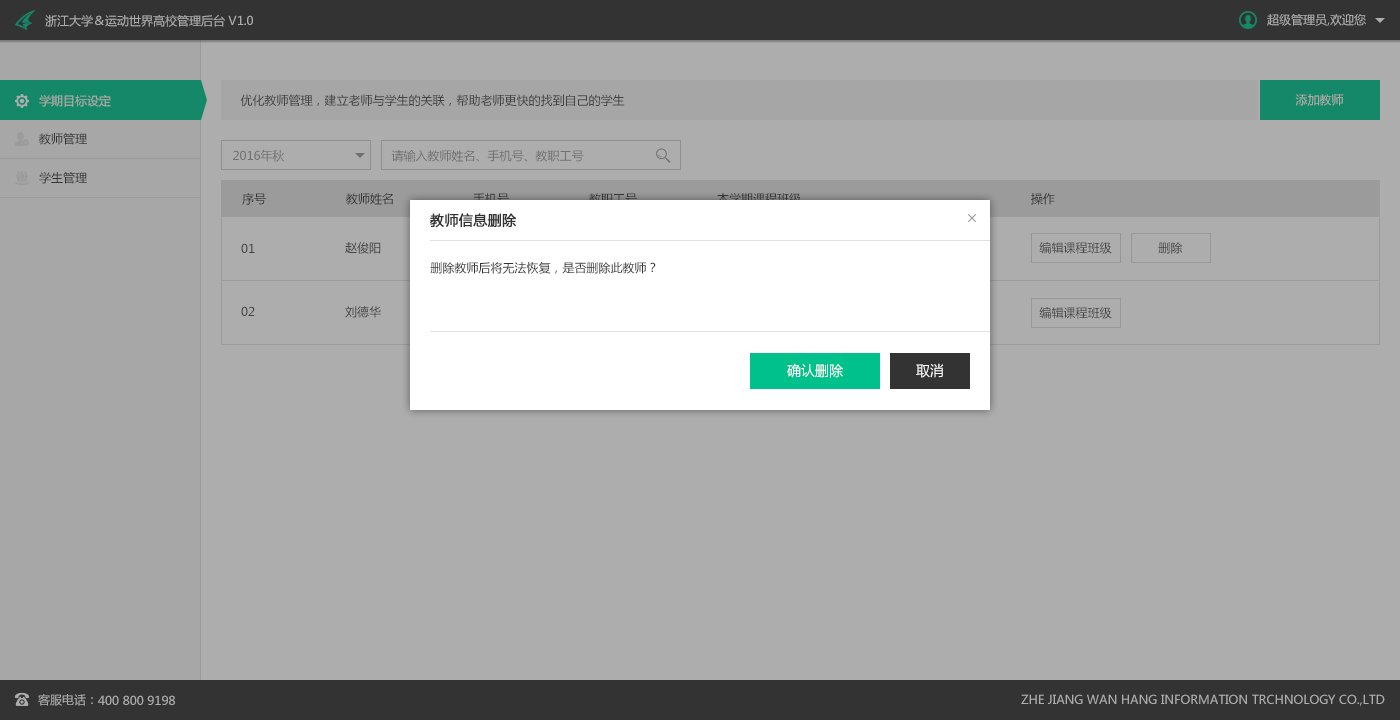 浙江大学&运动世界高校管理后台 V1.0
超级管理员,欢迎您
学期目标设定
教师管理
学生管理
优化教师管理，建立老师与学生的关联，帮助老师更快的找到自己的学生
添加教师
2016年秋
请输入教师姓名、手机号、教职工号
序号 教师姓名 手机号 教职工号 本学期课程班级 操作
01 赵俊阳 编辑课程班级 删除
02 刘德华 编辑课程班级
教师信息删除
×
删除教师后将无法恢复，是否删除此教师？
确认删除 取消
客服电话：400 800 9198
ZHE JIANG WAN HANG INFORMATION TRCHNOLOGY CO.,LTD